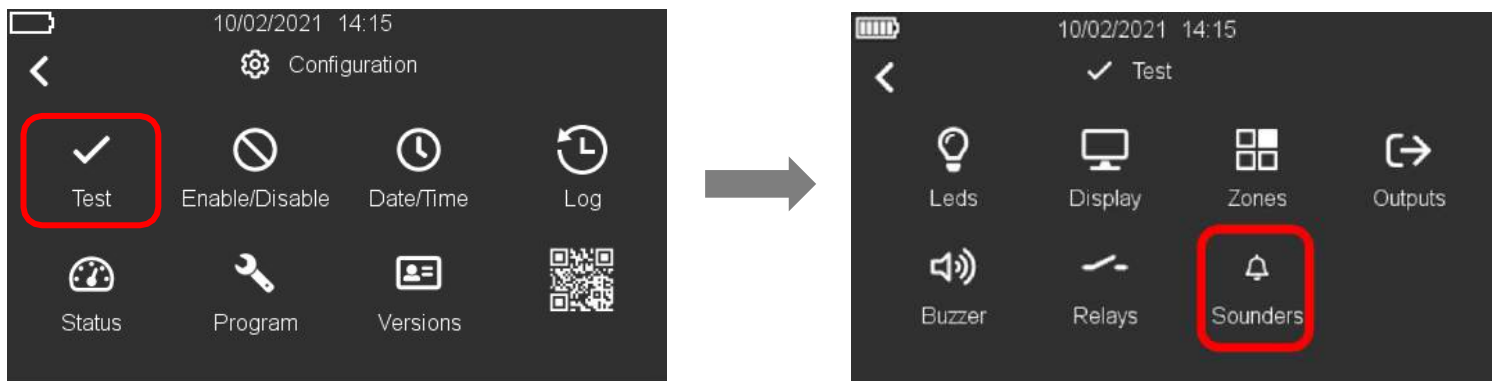 10/02/2021 14:15
Configuration
Test Enable/Disable Date/Time Log
Status Program Versions
10/02/2021 14:15
Test
Leds Display Zones Outputs
Buzzer Relays Sounders